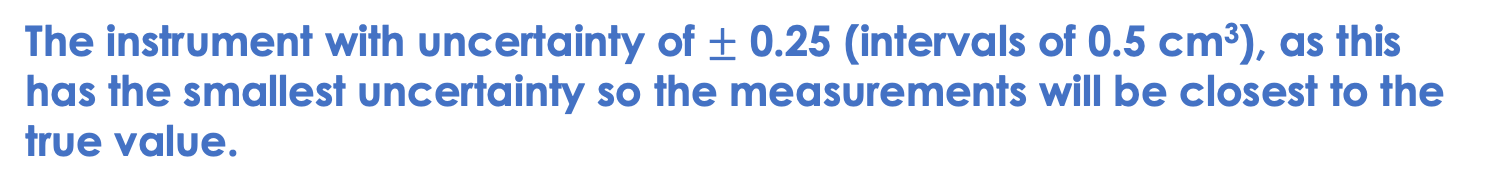 The instrument with uncertainty of ± 0.25 (intervals of 0.5 cm³), as this
has the smallest uncertainty so the measurements will be closest to the
true value.